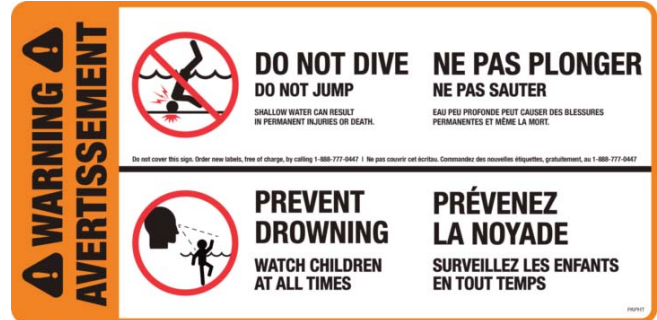 WARNING
AVERTISSEMENT
DO NOT DIVE
DO NOT JUMP
SHALLOW WATER CAN RESULT
IN PERMANENT INJURIES OR DEATH.
NE PAS PLONGER
NE PAS SAUTER
EAU PEU PROFONDE PEUT CAUSER DES BLESSURES
PERMANENTES ET MÊME LA MORT.
Do not cover this sign. Order new labels, free of charge, by calling 1-888-777-0447 | Ne pas couvrir cet écritau. Commandez des nouvelles étiquettes, gratuitement, au 1-888-777-0447
PREVENT
DROWNING
WATCH CHILDREN
AT ALL TIMES
PRÉVENEZ
LA NOYADE
SURVEILLEZ LES ENFANTS
EN TOUT TEMPS